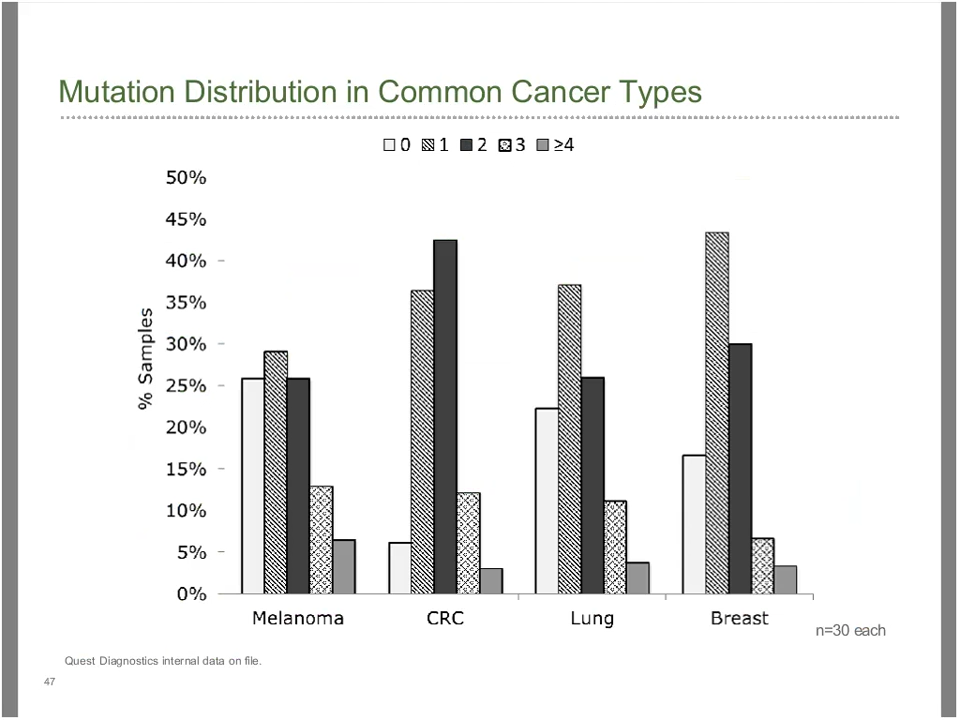 Mutation Distribution in Common Cancer Types
0 1 2 3 ≥4
50%
45%
40%
35%
30%
25%
20%
15%
10%
5%
0%
% Samples
Melanoma CRC Lung Breast
n=30 each
Quest Diagnostics internal data on file.
47